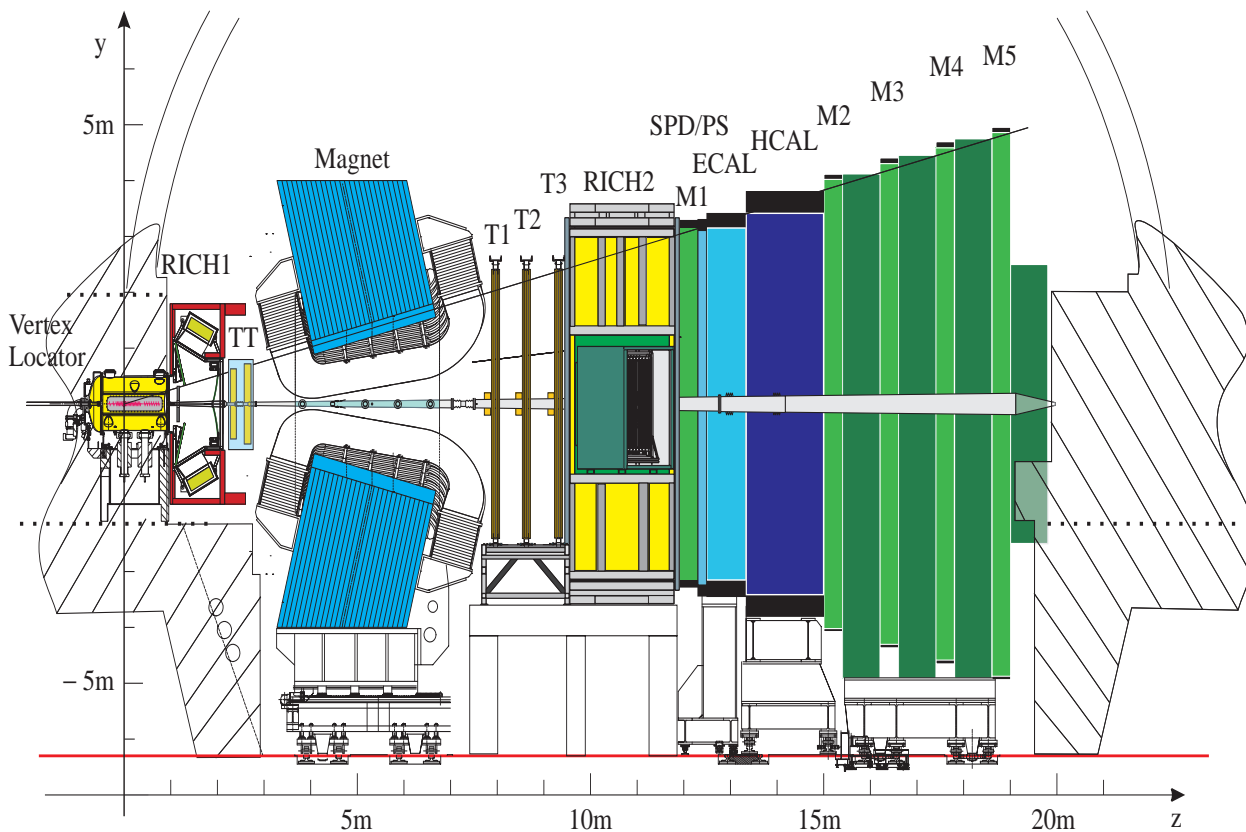 y
5m
Vertex
Locator
RICH1
TT
Magnet
T1
T2
T3
RICH2
M1
SPD/PS
ECAL
HCAL
M2
M3
M4
M5
− 5m
5m
10m
15m
20m
z